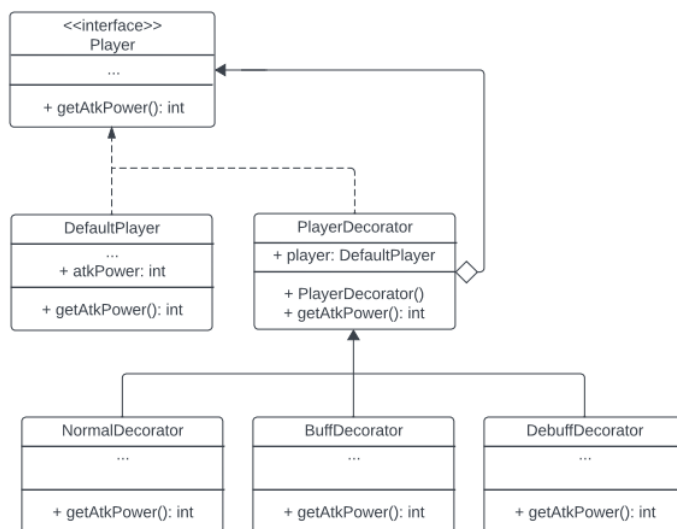 <<interface>>
Player
...
+ getAtkPower(): int
DefaultPlayer
...
+ atkPower: int
+ getAtkPower(): int
PlayerDecorator
+ player: DefaultPlayer
+ PlayerDecorator()
+ getAtkPower(): int
NormalDecorator
...
+ getAtkPower(): int
BuffDecorator
...
+ getAtkPower(): int
DebuffDecorator
...
+ getAtkPower(): int